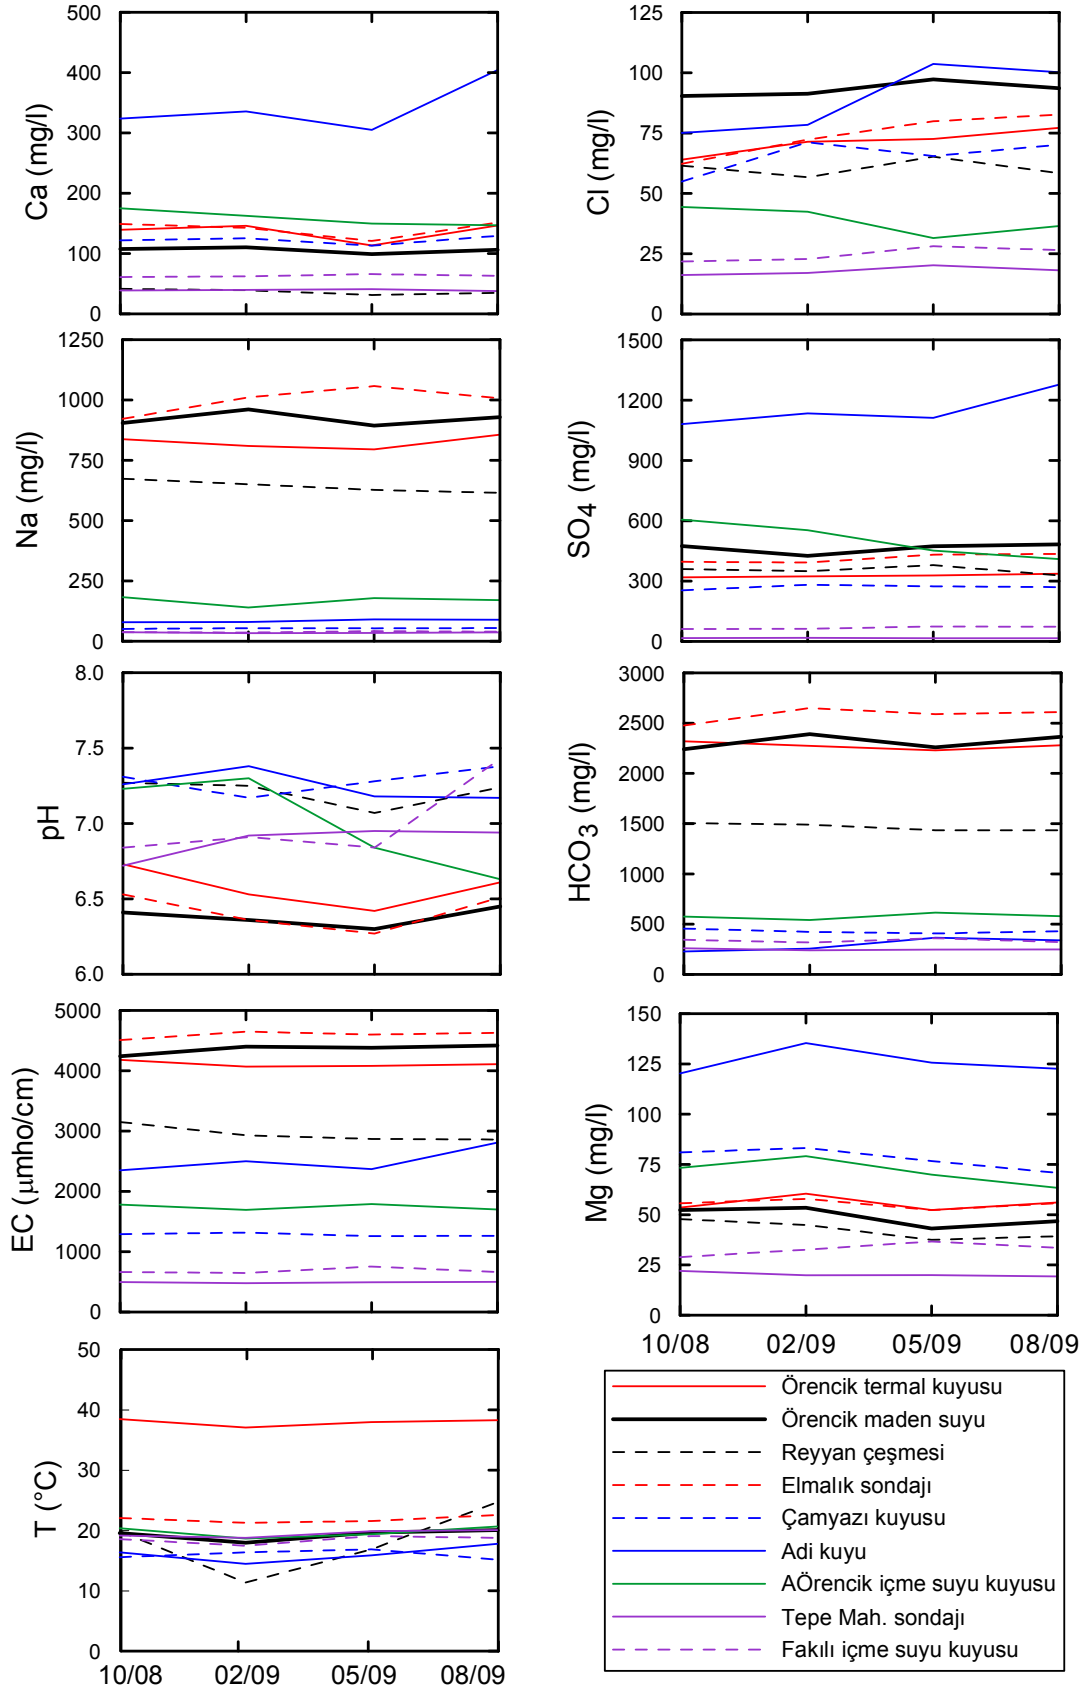 500
400
300
200
100
0
Ca (mg/l)
125
100
75
50
25
0
Cl (mg/l)
1250
1000
750
500
250
0
Na (mg/l)
1500
1200
900
600
300
0
SO4 (mg/l)
8.0
7.5
7.0
6.5
6.0
pH
3000
2500
2000
1500
1000
500
0
HCO3 (mg/l)
5000
4000
3000
2000
1000
0
EC (µmho/cm)
150
125
100
75
50
25
0
Mg (mg/l)
10/08 02/09 05/09 08/09
50
40
30
20
10
0
T (°C)
10/08 02/09 05/09 08/09
Örencik termal kuyusu
Örencik maden suyu
Reyyan çeşmesi
Elmalık sondajı
Çamyazı kuyusu
Adi kuyu
AÖrencik içme suyu kuyusu
Tepe Mah. sondajı
Fakılı içme suyu kuyusu